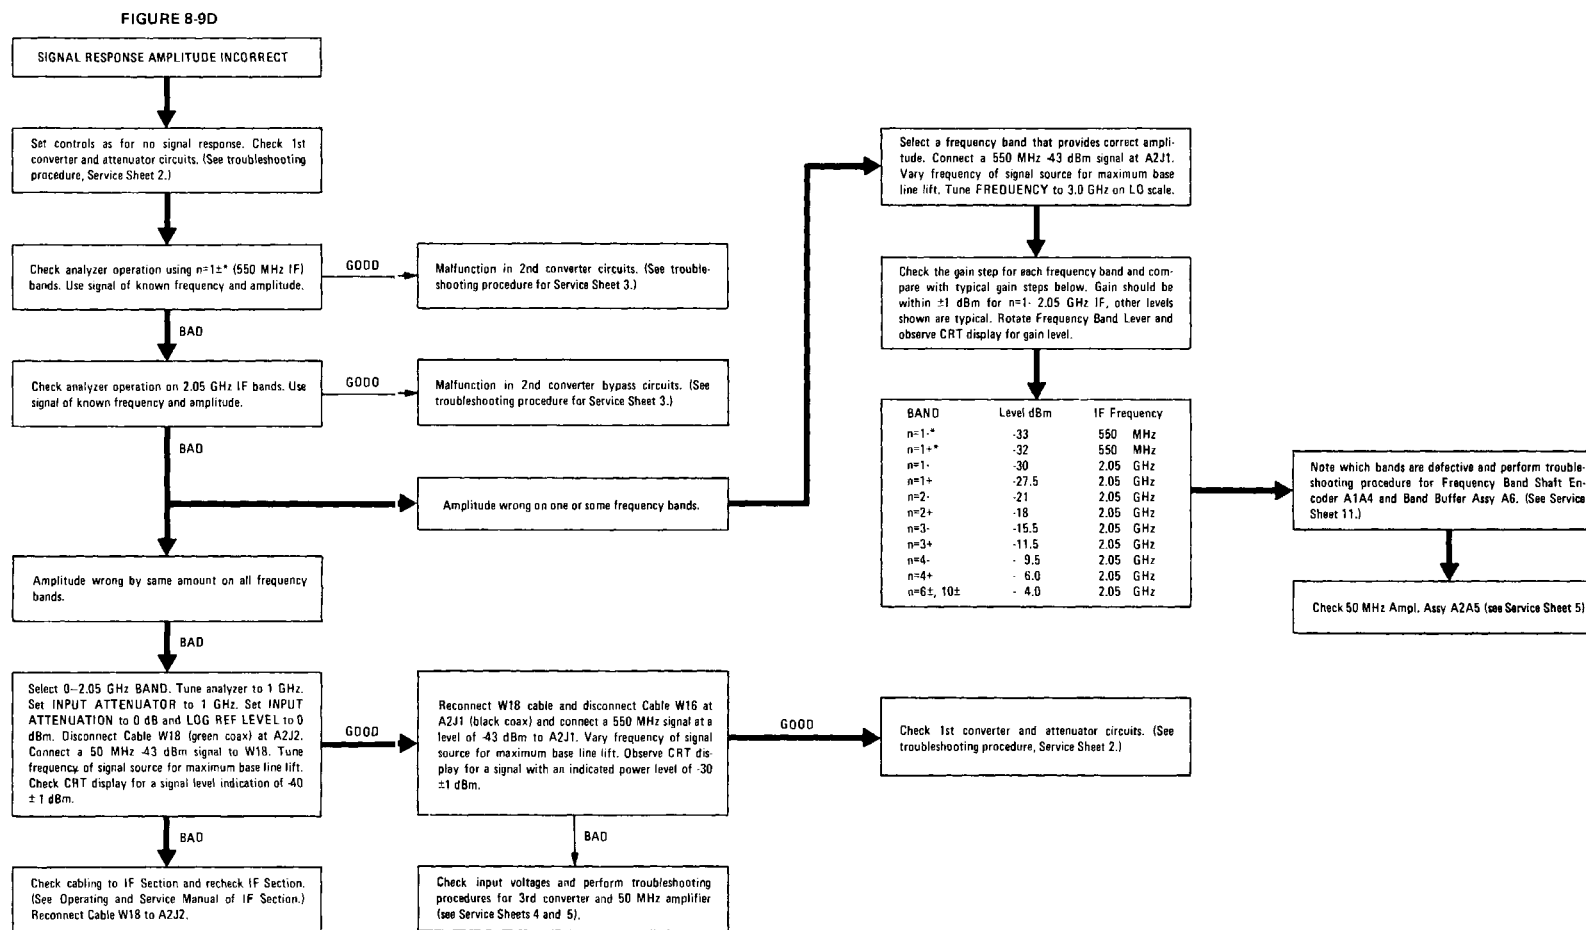 FIGURE 8-9D
SIGNAL RESPONSE AMPLITUDE INCORRECT
Set controls as for no signal response. Check 1st
converter and attenuator circuits. (See troubleshooting
procedure, Service Sheet 2.)
Check analyzer operation using n=1±* (550 MHz IF)
bands. Use signal of known frequency and amplitude.
GOOD
Malfunction in 2nd converter circuits. (See trouble-
shooting procedure for Service Sheet 3.)
BAD
Check analyzer operation on 2.05 GHz IF bands. Use
signal of known frequency and amplitude.
GOOD
Malfunction in 2nd converter bypass circuits. (See
troubleshooting procedure for Service Sheet 3.)
BAD
Amplitude wrong on one or some frequency bands.
Amplitude wrong by same amount on all frequency
bands.
BAD
Select 0–2.05 GHz BAND. Tune analyzer to 1 GHz.
Set INPUT ATTENUATOR to 1 GHz. Set INPUT
ATTENUATION to 0 dB and LOG REF LEVEL to 0
dBm. Disconnect Cable W18 (green coax) at A2J2.
Connect a 50 MHz -43 dBm signal to W18. Tune
frequency of signal source for maximum base line lift.
Check CRT display for a signal level indication of -40
± 1 dBm.
GOOD
Reconnect W18 cable and disconnect Cable W16 at
A2J1 (black coax) and connect a 550 MHz signal at a
level of -43 dBm to A2J1. Vary frequency of signal
source for maximum base line lift. Observe CRT dis-
play for a signal with an indicated power level of -30
±1 dBm.
GOOD
Check 1st converter and attenuator circuits. (See
troubleshooting procedure, Service Sheet 2.)
BAD
Check cabling to IF Section and recheck IF Section.
(See Operating and Service Manual of IF Section.)
Reconnect Cable W18 to A2J2.
BAD
Check input voltages and perform troubleshooting
procedures for 3rd converter and 50 MHz amplifier
(see Service Sheets 4 and 5).
Select a frequency band that provides correct ampli-
tude. Connect a 550 MHz -43 dBm signal at A2J1.
Vary frequency of signal source for maximum base
line lift. Tune FREQUENCY to 3.0 GHz on LO scale.
Check the gain step for each frequency band and com-
pare with typical gain steps below. Gain should be
within ±1 dBm for n=1- 2.05 GHz IF, other levels
shown are typical. Rotate Frequency Band Lever and
observe CRT display for gain level.
BAND Level dBm IF Frequency
n=1-* -33 550 MHz
n=1+* -32 550 MHz
n=1- -30 2.05 GHz
n=1+ -27.5 2.05 GHz
n=2- -21 2.05 GHz
n=2+ -18 2.05 GHz
n=3- -15.5 2.05 GHz
n=3+ -11.5 2.05 GHz
n=4- - 9.5 2.05 GHz
n=4+ - 6.0 2.05 GHz
n=6±, 10± - 4.0 2.05 GHz
Note which bands are defective and perform trouble-
shooting procedure for Frequency Band Shaft En-
coder A1A4 and Band Buffer Assy A6. (See Service
Sheet 11.)
Check 50 MHz Ampl. Assy A2A5 (see Service Sheet 5)